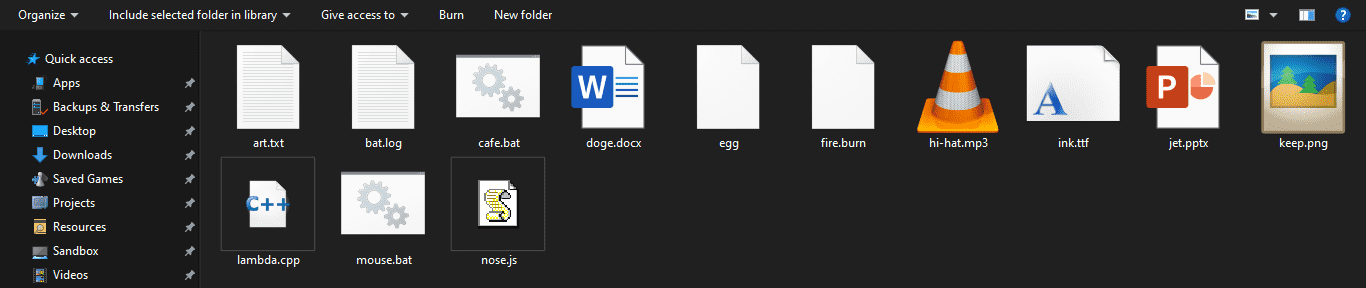 Organize Include selected folder in library Give access to Burn New folder
Quick access
Apps
Backups & Transfers
Desktop
Downloads
Saved Games
Projects
Resources
Sandbox
Videos
W A P
art.txt bat.log cafe.bat doge.docx egg fire.burn hi-hat.mp3 ink.ttf jet.pptx keep.png
C++
lambda.cpp mouse.bat nose.js